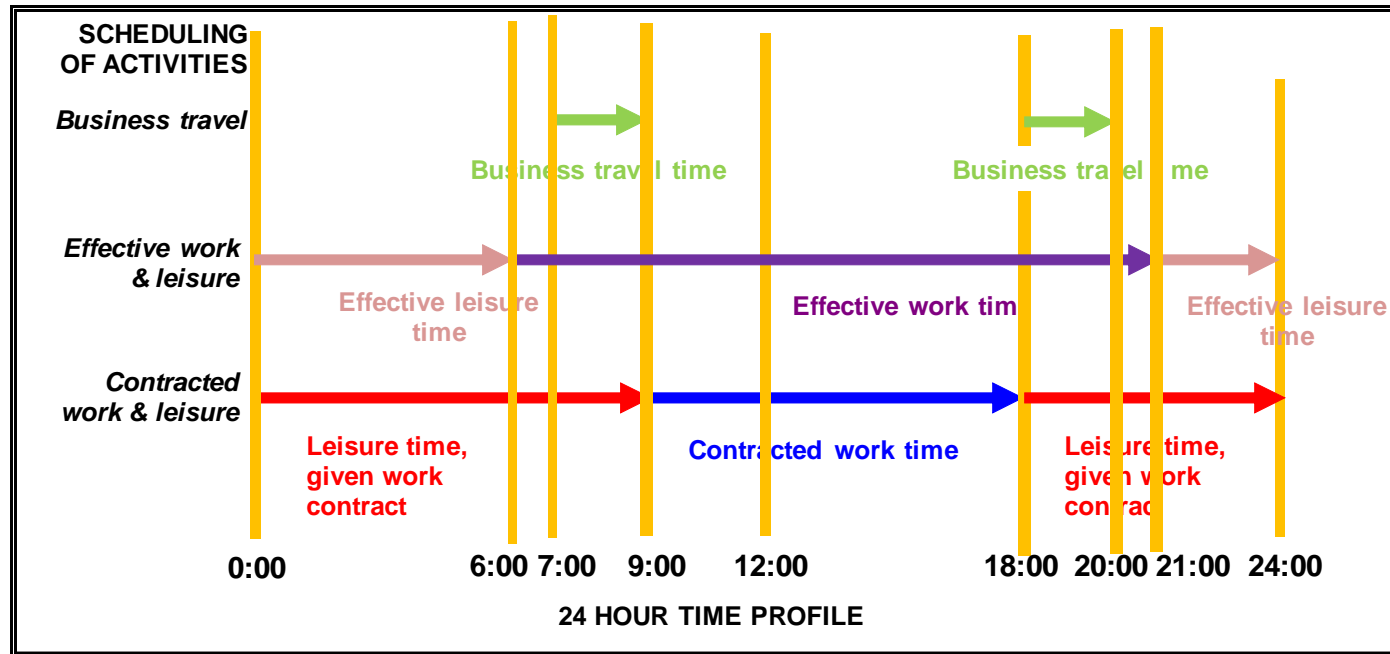 SCHEDULING
OF ACTIVITIES
Business travel
Business travel time
Business travel time
Effective work
& leisure
Effective leisure
time
Effective work tim
Effective leisure
time
Contracted
work & leisure
Leisure time,
given work
contract
Contracted work time
Leisure time,
given work
contract
0:00
6:00
7:00
9:00
12:00
18:00
20:00
21:00
24:00
24 HOUR TIME PROFILE